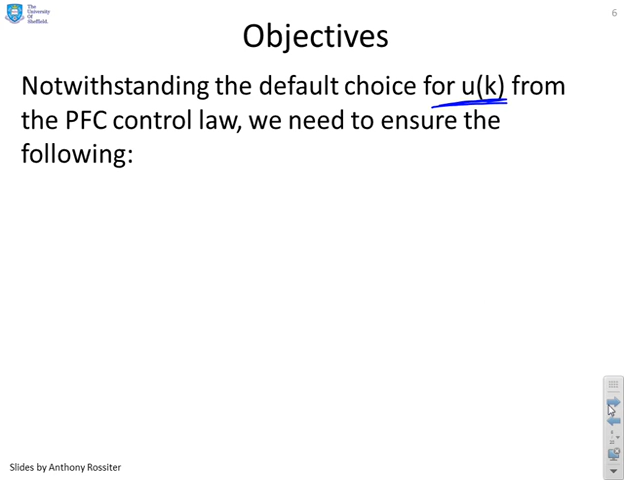 The
University
Of
Sheffield.
6
Objectives
Notwithstanding the default choice for u(k) from
the PFC control law, we need to ensure the
following:
Slides by Anthony Rossiter